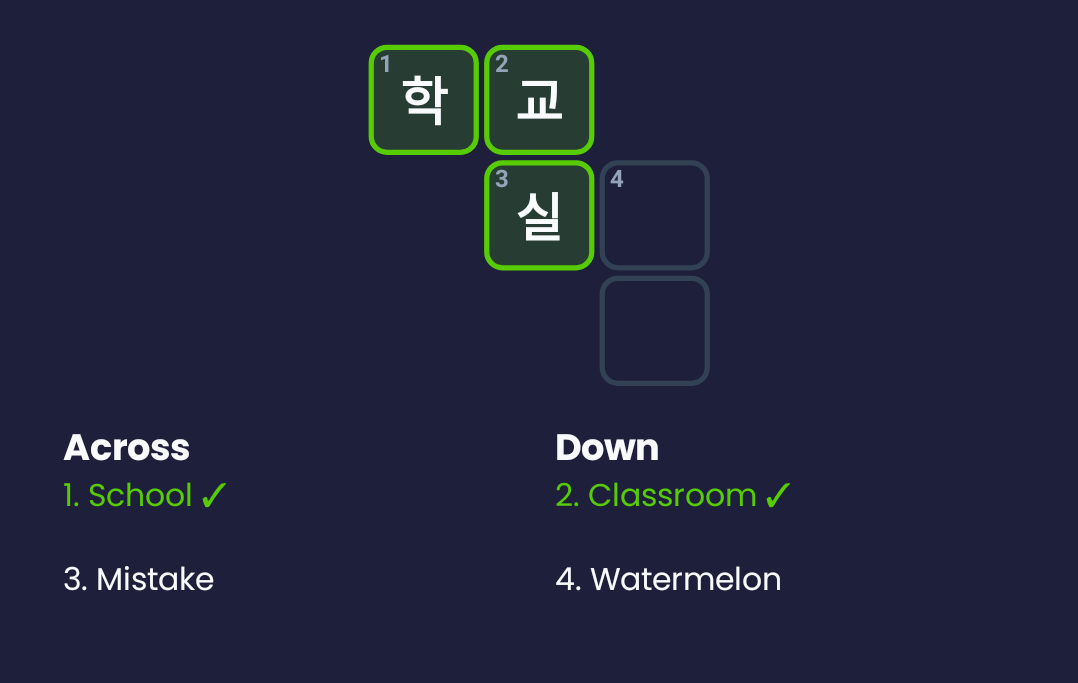 1 학 2 교
3 실 4
Across
1. School ✓
3. Mistake
Down
2. Classroom ✓
4. Watermelon